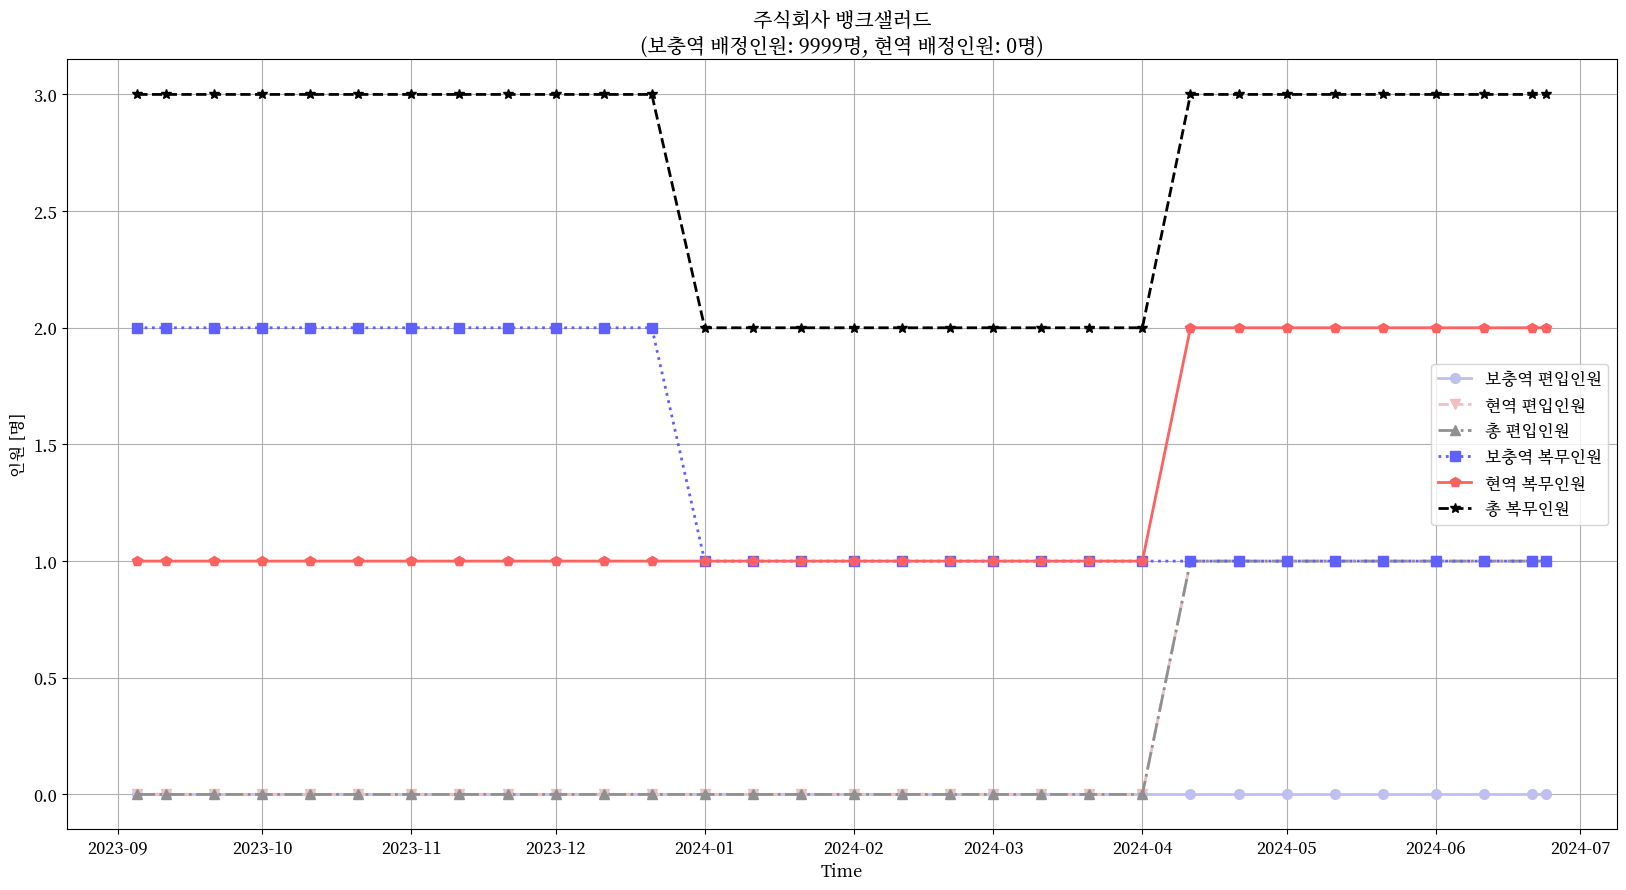 주식회사 뱅크샐러드
(보충역 배정인원: 9999명, 현역 배정인원: 0명)
3.0
2.5
2.0
1.5
1.0
0.5
0.0
인원 [명]
보충역 편입인원
현역 편입인원
총 편입인원
보충역 복무인원
현역 복무인원
총 복무인원
2023-09
2023-10
2023-11
2023-12
2024-01
2024-02
2024-03
2024-04
2024-05
2024-06
2024-07
Time